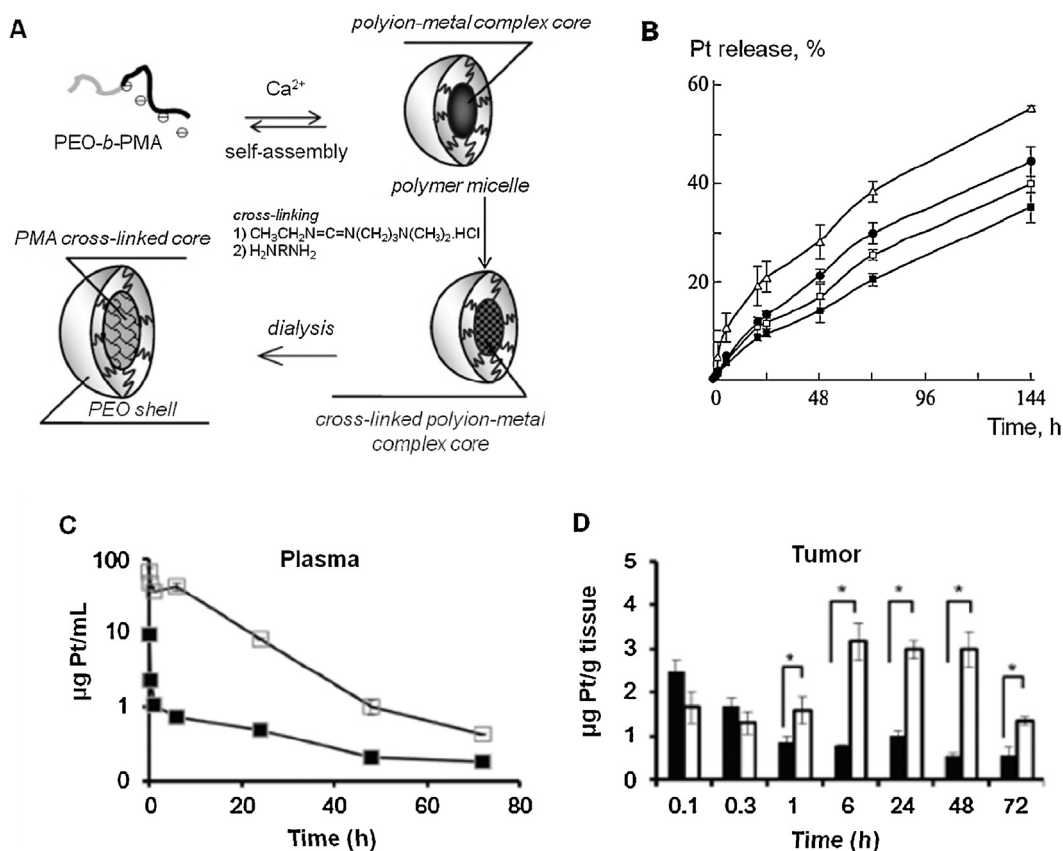 A
polyion-metal complex core
Ca²⁺
PEO-b-PMA
self-assembly
polymer micelle
cross-linking
1) CH₃CH₂N=C=N(CH₂)₃N(CH₃)₂.HCl
2) H₂NRNH₂
PMA cross-linked core
dialysis
PEO shell
cross-linked polyion-metal
complex core
B
Pt release, %
60
40
20
0 48 96 144
Time, h
C
Plasma
µg Pt/mL
100
10
1
0
0 20 40 60 80
Time (h)
D
Tumor
µg Pt/g tissue
5
4
3
2
1
0
* * * * *
0.1 0.3 1 6 24 48 72
Time (h)